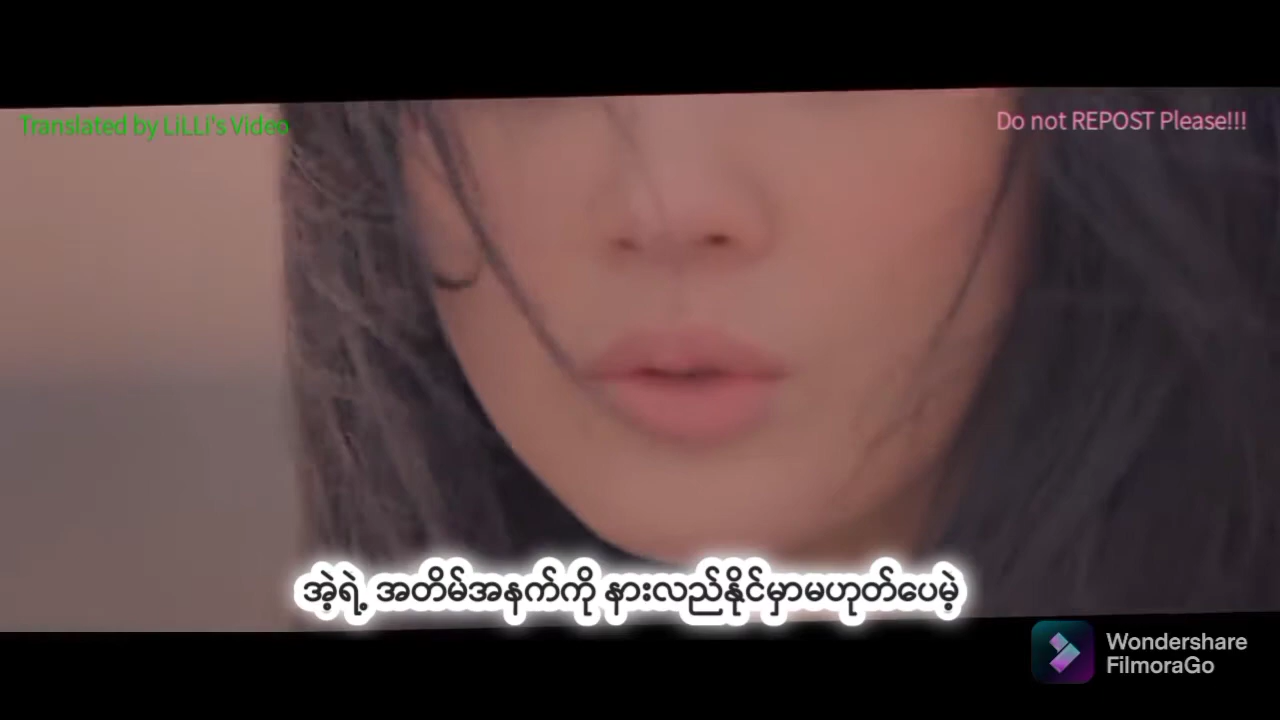 Translated by LiLLi's Video
Do not REPOST Please!!!
အဲ့ရဲ့ အတိမ်အနက်ကို နားလည်နိုင်မှာမဟုတ်ပေမဲ့
Wondershare
FilmoraGo